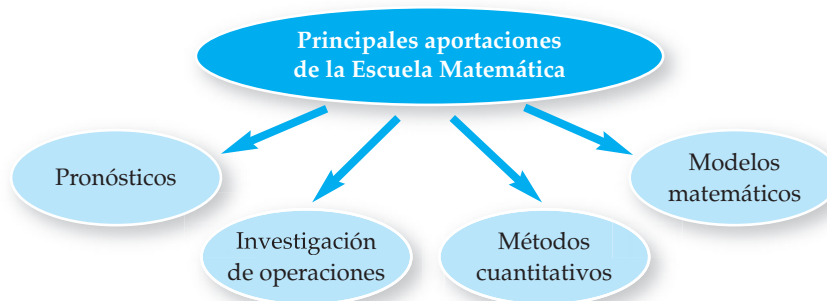 Principales aportaciones
de la Escuela Matemática
Pronósticos
Investigación
de operaciones
Métodos
cuantitativos
Modelos
matemáticos